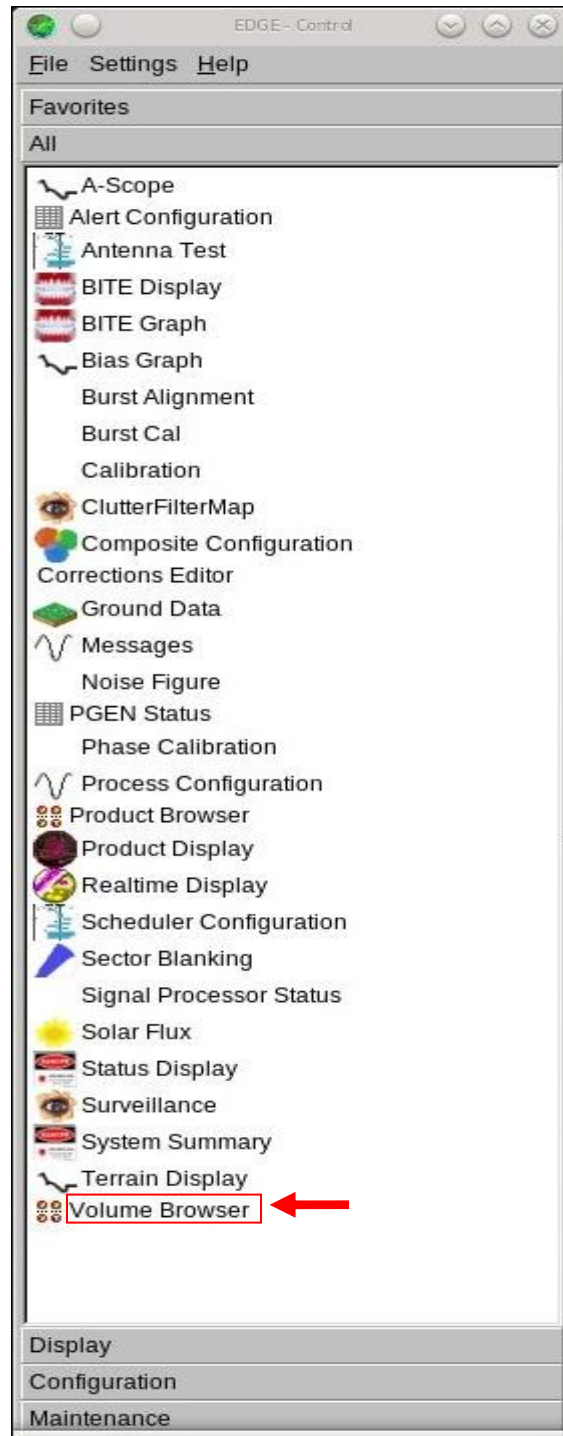 EDGE - Control
File Settings Help
Favorites
All
A-Scope
Alert Configuration
Antenna Test
BITE Display
BITE Graph
Bias Graph
Burst Alignment
Burst Cal
Calibration
ClutterFilterMap
Composite Configuration
Corrections Editor
Ground Data
Messages
Noise Figure
PGEN Status
Phase Calibration
Process Configuration
Product Browser
Product Display
Realtime Display
Scheduler Configuration
Sector Blanking
Signal Processor Status
Solar Flux
Status Display
Surveillance
System Summary
Terrain Display
Volume Browser
Display
Configuration
Maintenance